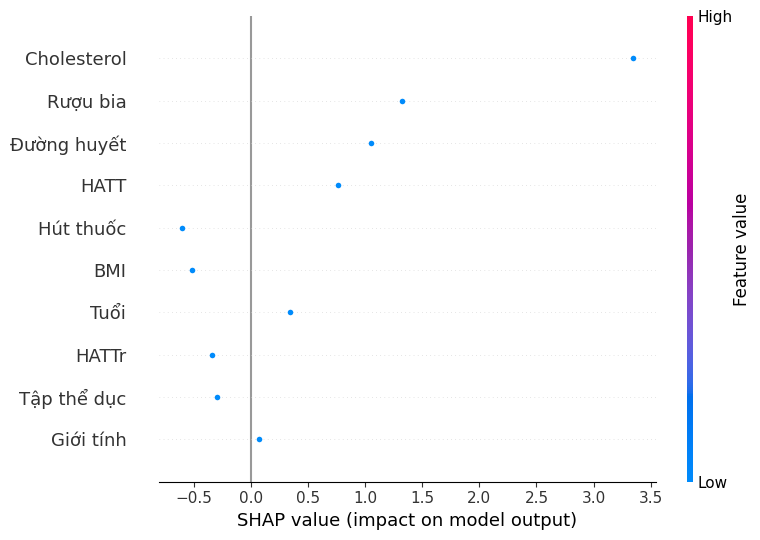 High
Cholesterol
Rượu bia
Đường huyết
HATT
Hút thuốc
BMI
Tuổi
HATTr
Tập thể dục
Giới tính
Feature value
Low
−0.5 0.0 0.5 1.0 1.5 2.0 2.5 3.0 3.5
SHAP value (impact on model output)